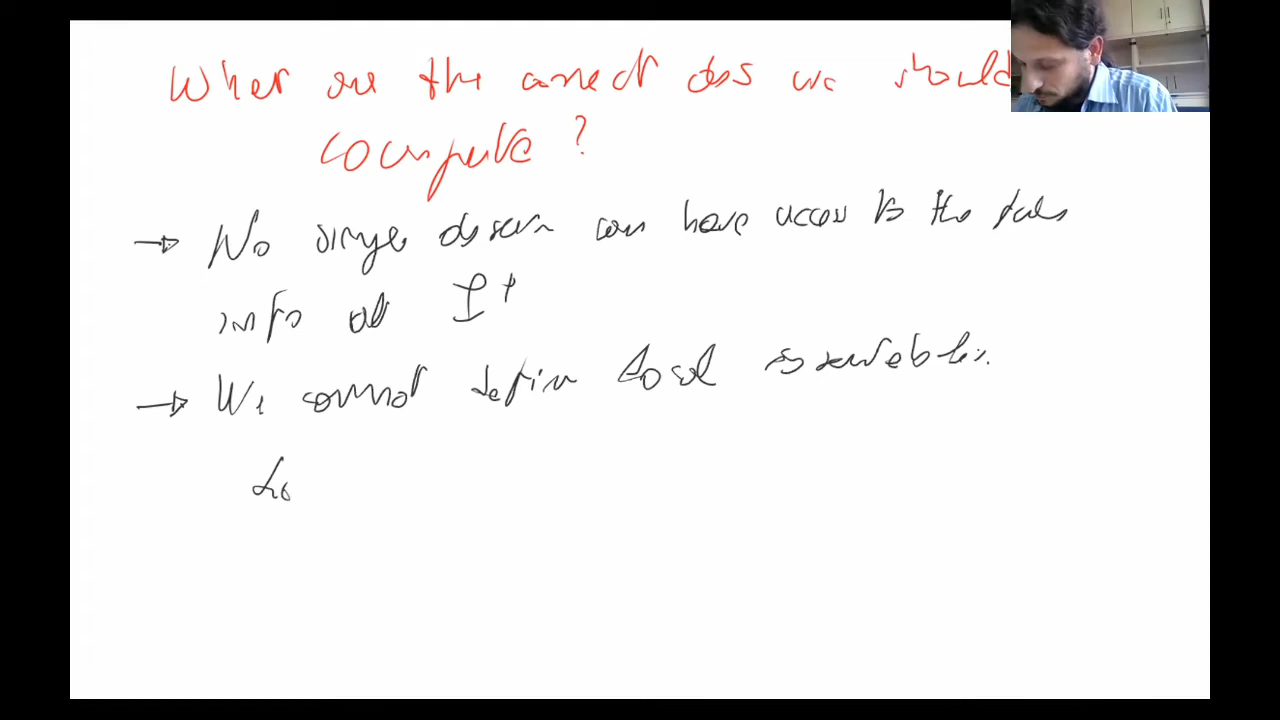 What are the correct obs we should
compute?
→ No single observer can have access to the
info at I+
→ We cannot define local observables.